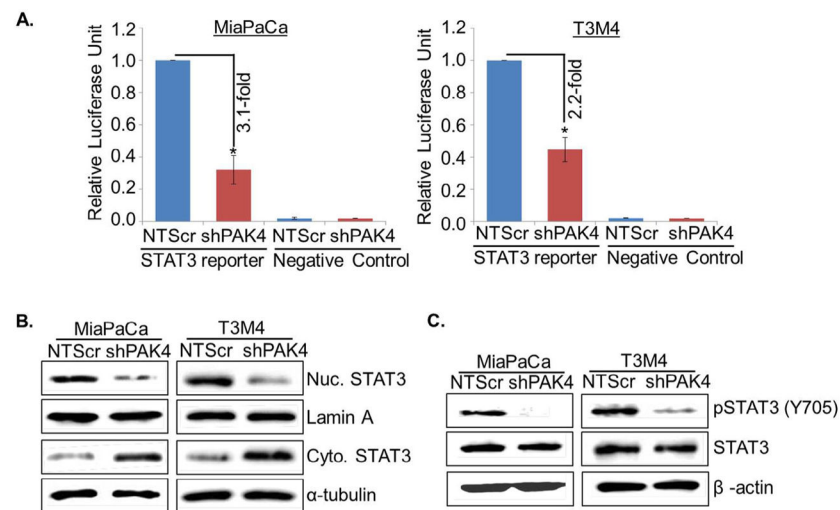 A.
MiaPaCa
Relative Luciferase Unit
1.2
1.0
0.8
0.6
0.4
0.2
0.0
3.1-fold
*
NTScr shPAK4 NTScr shPAK4
STAT3 reporter Negative Control
T3M4
Relative Luciferase Unit
1.2
1.0
0.8
0.6
0.4
0.2
0.0
2.2-fold
*
NTScr shPAK4 NTScr shPAK4
STAT3 reporter Negative Control
B.
MiaPaCa T3M4
NTScr shPAK4 NTScr shPAK4
Nuc. STAT3
Lamin A
Cyto. STAT3
α-tubulin
C.
MiaPaCa T3M4
NTScr shPAK4 NTScr shPAK4
pSTAT3 (Y705)
STAT3
β -actin